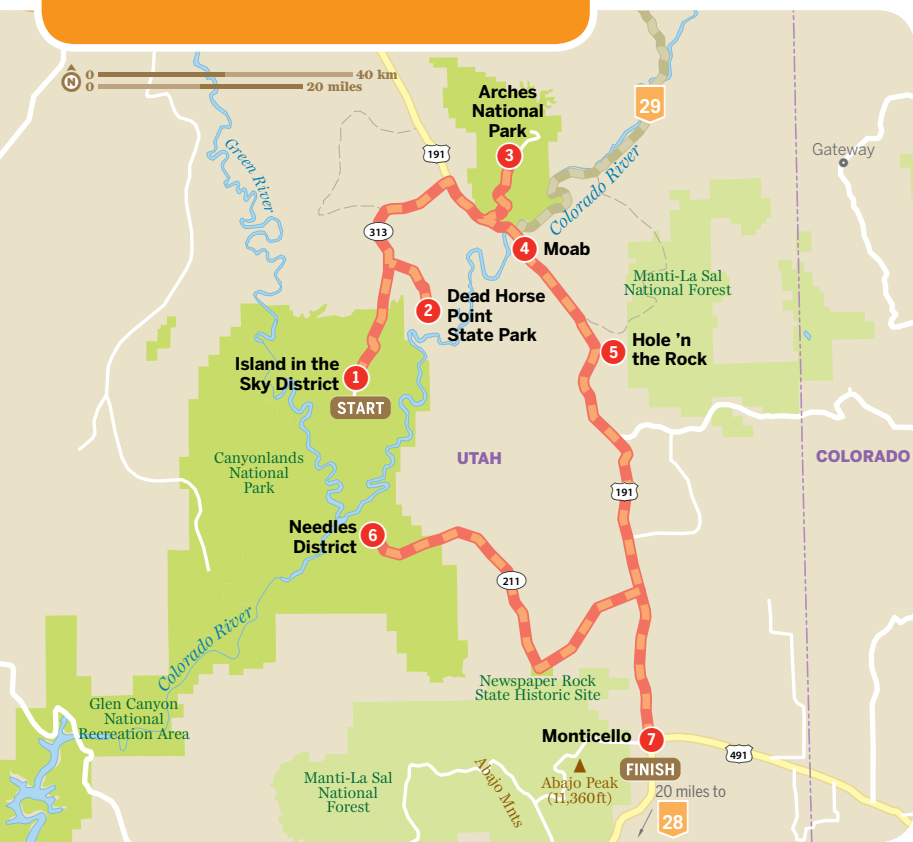 0
40 km
N
0
20 miles
Arches
National
Park
3
29
Gateway
191
Green River
Colorado River
313
4 Moab
Manti-La Sal
National Forest
2
Dead Horse
Point
State Park
Hole 'n
the Rock
5
Island in the
Sky District
1
START
Canyonlands
National
Park
UTAH
COLORADO
191
Needles
District
6
211
Colorado River
Newspaper Rock
State Historic Site
Glen Canyon
National
Recreation Area
Monticello 7
FINISH
491
Manti-La Sal
National
Forest
Abajo Mnts
Abajo Peak
(11,360ft)
20 miles to
28